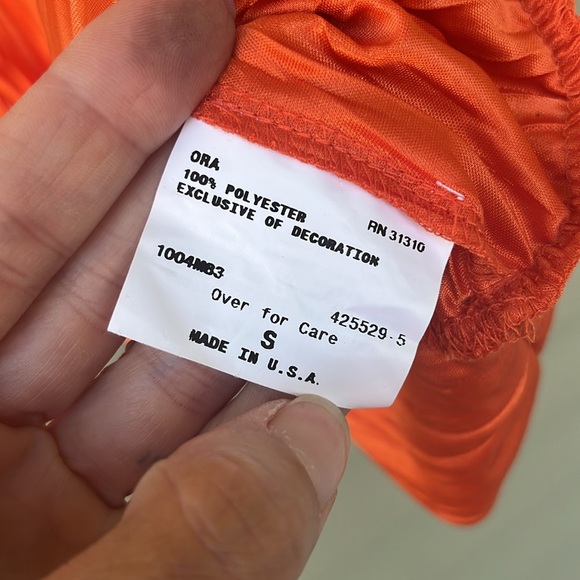 ORA
100% POLYESTER
EXCLUSIVE OF DECORATION
RN 31310
1004MB3
425529-5
Over for Care
S
MADE IN U.S.A.